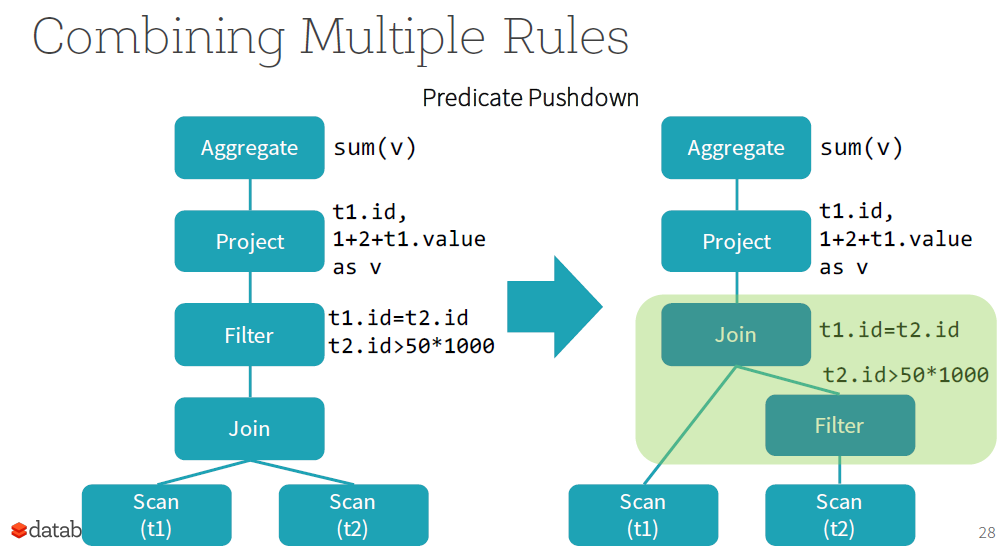 Combining Multiple Rules
Predicate Pushdown
Aggregate
sum(v)
Project
t1.id,
1+2+t1.value
as v
Filter
t1.id=t2.id
t2.id>50*1000
Join
Scan
(t1)
Scan
(t2)
Aggregate
sum(v)
Project
t1.id,
1+2+t1.value
as v
Join
t1.id=t2.id
t2.id>50*1000
Filter
Scan
(t1)
Scan
(t2)
datab
28